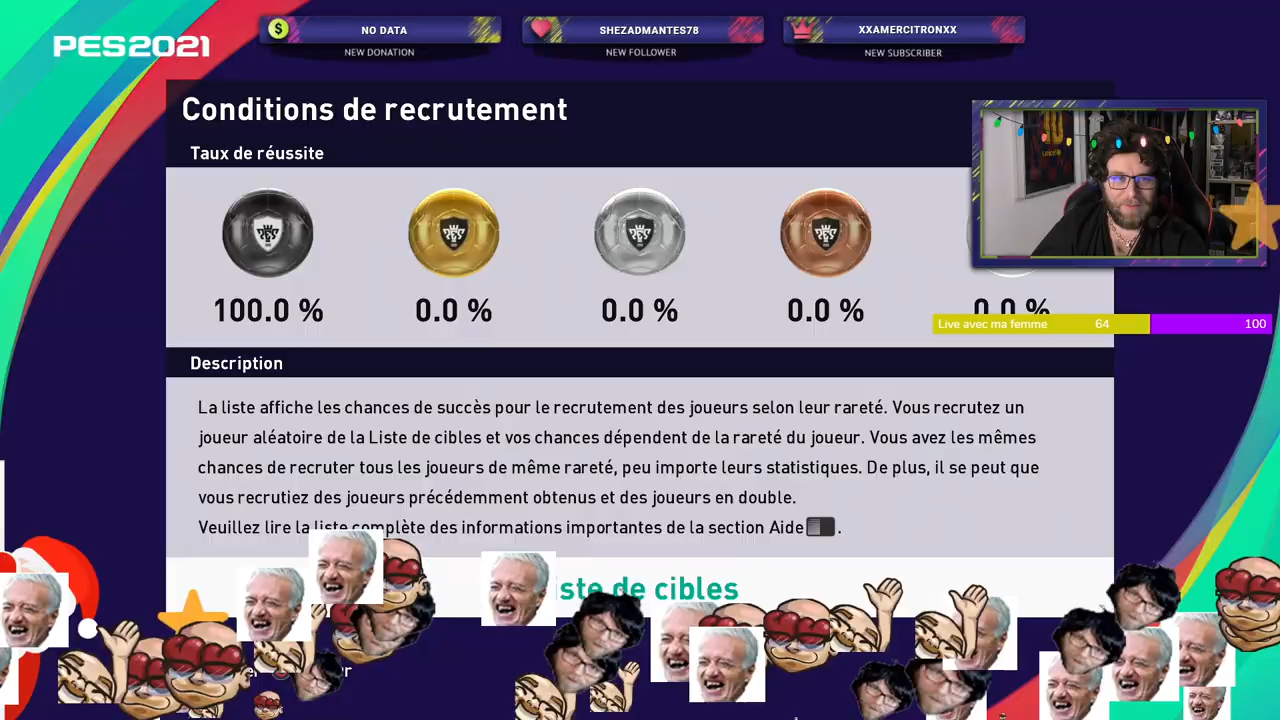 PES2021
NO DATA
NEW DONATION
SHEZADMANTES78
NEW FOLLOWER
XXAMERCITRONXX
NEW SUBSCRIBER
Conditions de recrutement
Taux de réussite
100.0 %
0.0 %
0.0 %
0.0 %
0.0 %
Live avec ma femme 64 100
Description
La liste affiche les chances de succès pour le recrutement des joueurs selon leur rareté. Vous recrutez un
joueur aléatoire de la Liste de cibles et vos chances dépendent de la rareté du joueur. Vous avez les mêmes
chances de recruter tous les joueurs de même rareté, peu importe leurs statistiques. De plus, il se peut que
vous recrutiez des joueurs précédemment obtenus et des joueurs en double.
Veuillez lire la liste complète des informations importantes de la section Aide.
iste de cibles